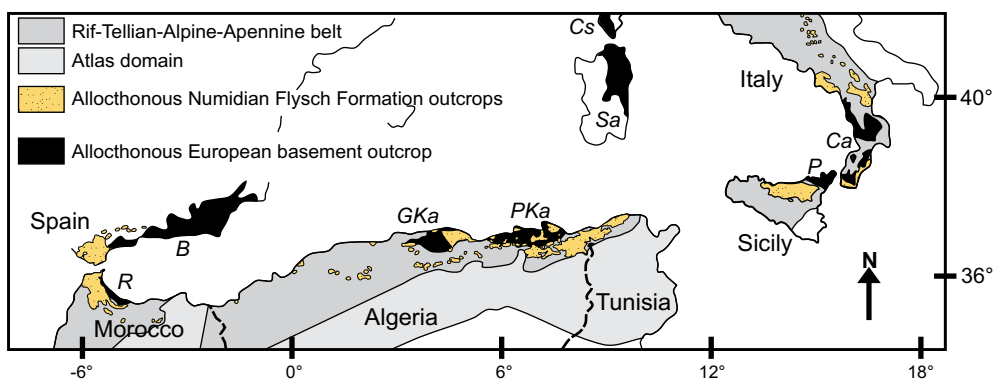 Rif-Tellian-Alpine-Apennine belt
Atlas domain
Allocthonous Numidian Flysch Formation outcrops
Allocthonous European basement outcrop
Cs
Sa
Italy
40°
Ca
P
Sicily
Spain
B
R
GKa
PKa
N
36°
Morocco
Algeria
Tunisia
-6°
0°
6°
12°
18°